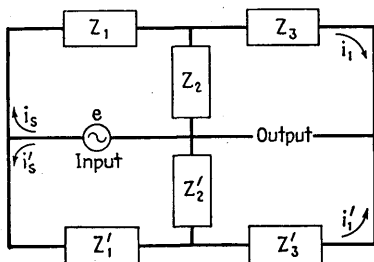 Z₁ Z₃
i₁
Z₂
iₛ
e
Input
Output
i′ₛ
Z′₂
i′₁
Z′₁ Z′₃